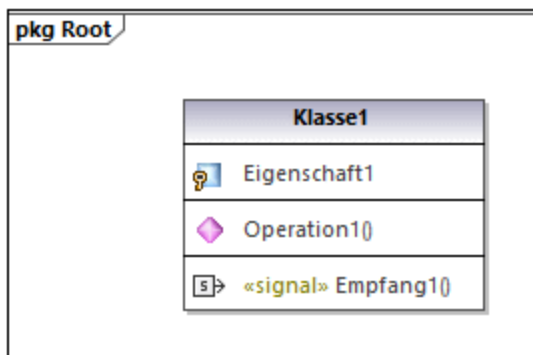 pkg Root
Klasse1
Eigenschaft1
Operation1()
s «signal» Empfang1()